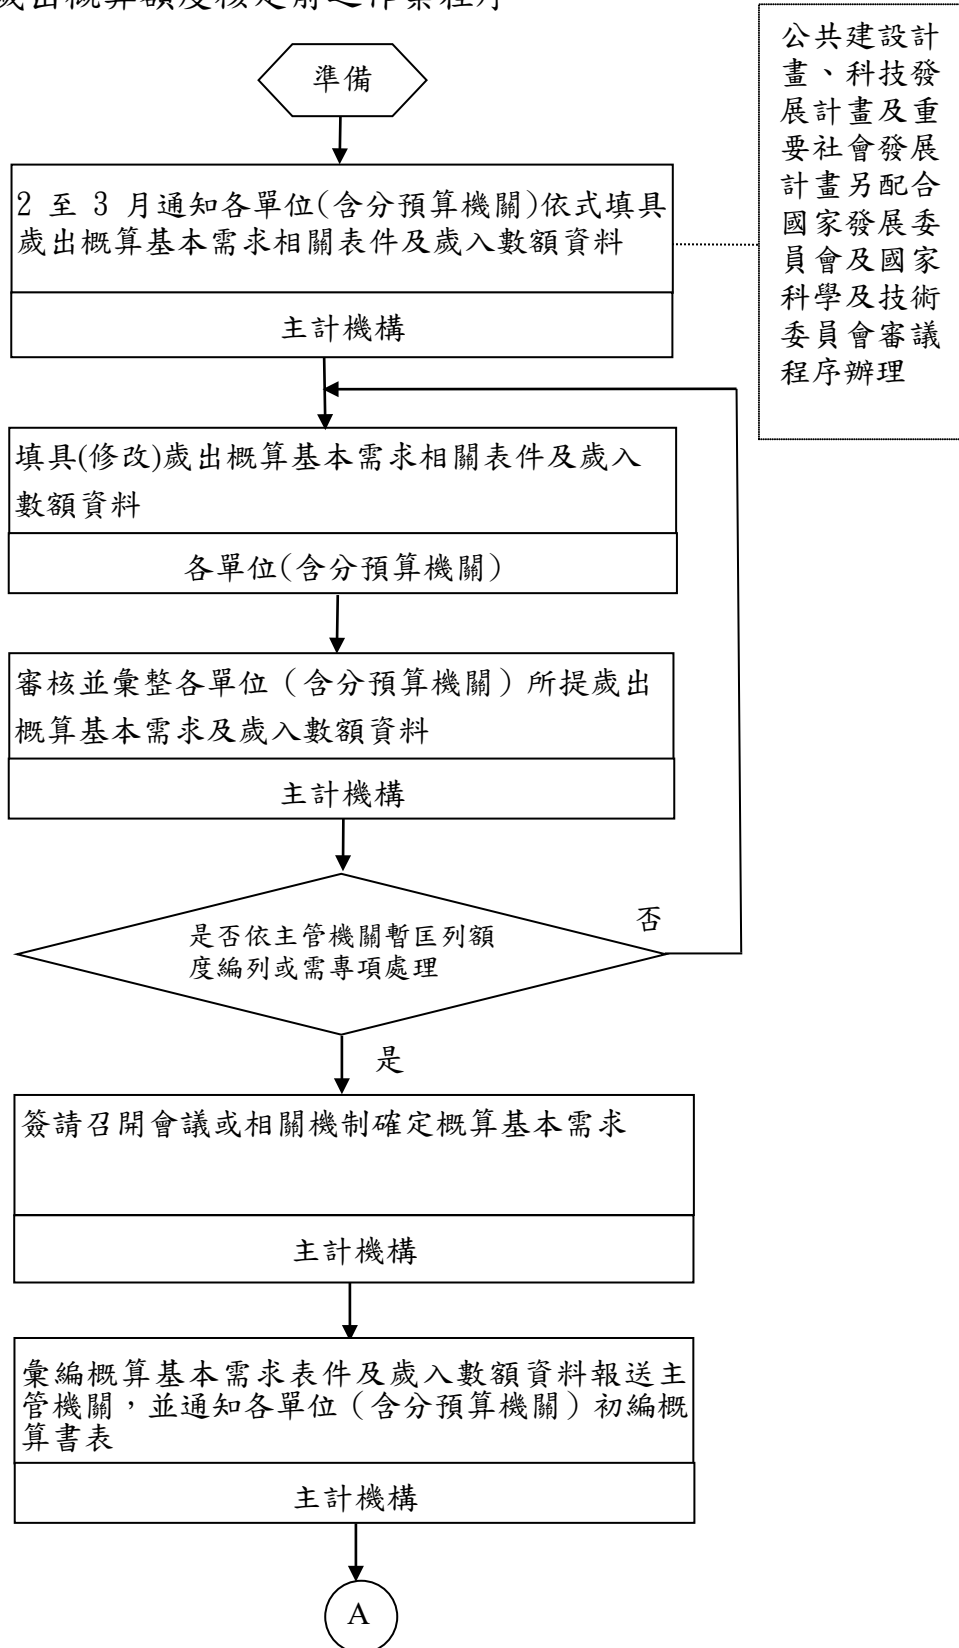 歲出概算額度核定前之作業程序
準備
公共建設計
畫、科技發
展計畫及重
要社會發展
計畫另配合
國家發展委
員會及國家
科學及技術
委員會審議
程序辦理
2 至 3 月通知各單位(含分預算機關)依式填具
歲出概算基本需求相關表件及歲入數額資料
主計機構
填具(修改)歲出概算基本需求相關表件及歲入
數額資料
各單位(含分預算機關)
審核並彙整各單位（含分預算機關）所提歲出
概算基本需求及歲入數額資料
主計機構
是否依主管機關暫匡列額
度編列或需專項處理
否
是
簽請召開會議或相關機制確定概算基本需求
主計機構
彙編概算基本需求表件及歲入數額資料報送主
管機關，並通知各單位（含分預算機關）初編概
算書表
主計機構
A